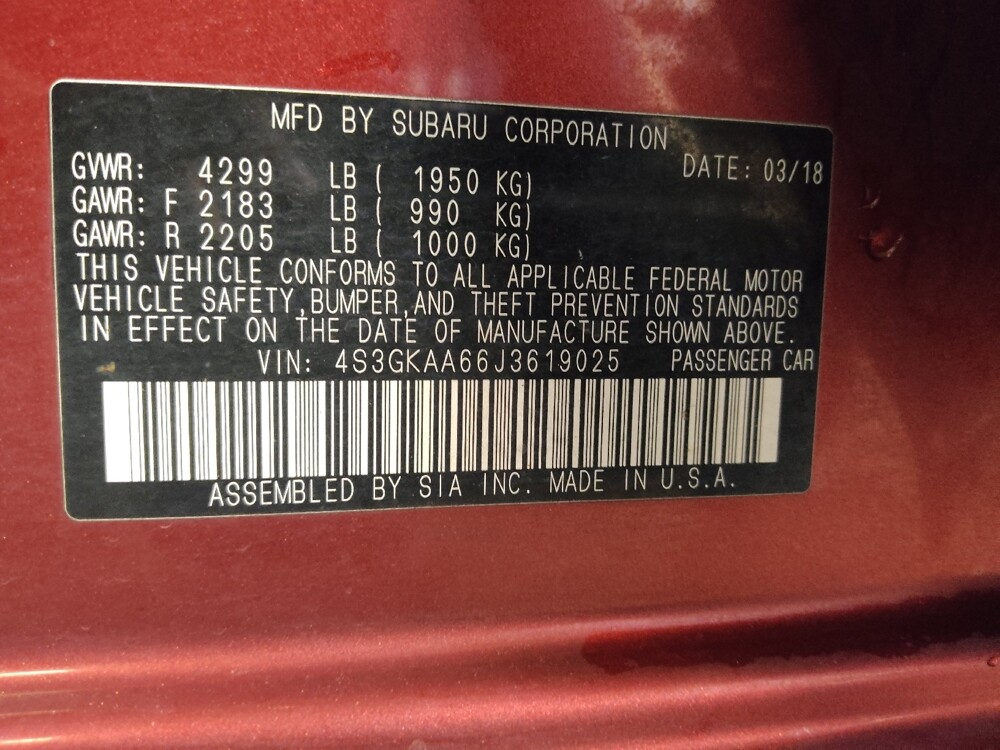 MFD BY SUBARU CORPORATION
DATE: 03/18
GVWR: 4299 LB ( 1950 KG)
GAWR: F 2183 LB ( 990 KG)
GAWR: R 2205 LB ( 1000 KG)
THIS VEHICLE CONFORMS TO ALL APPLICABLE FEDERAL MOTOR
VEHICLE SAFETY,BUMPER,AND THEFT PREVENTION STANDARDS
IN EFFECT ON THE DATE OF MANUFACTURE SHOWN ABOVE.
VIN: 4S3GKAA66J3619025 PASSENGER CAR
ASSEMBLED BY SIA INC. MADE IN U.S.A.